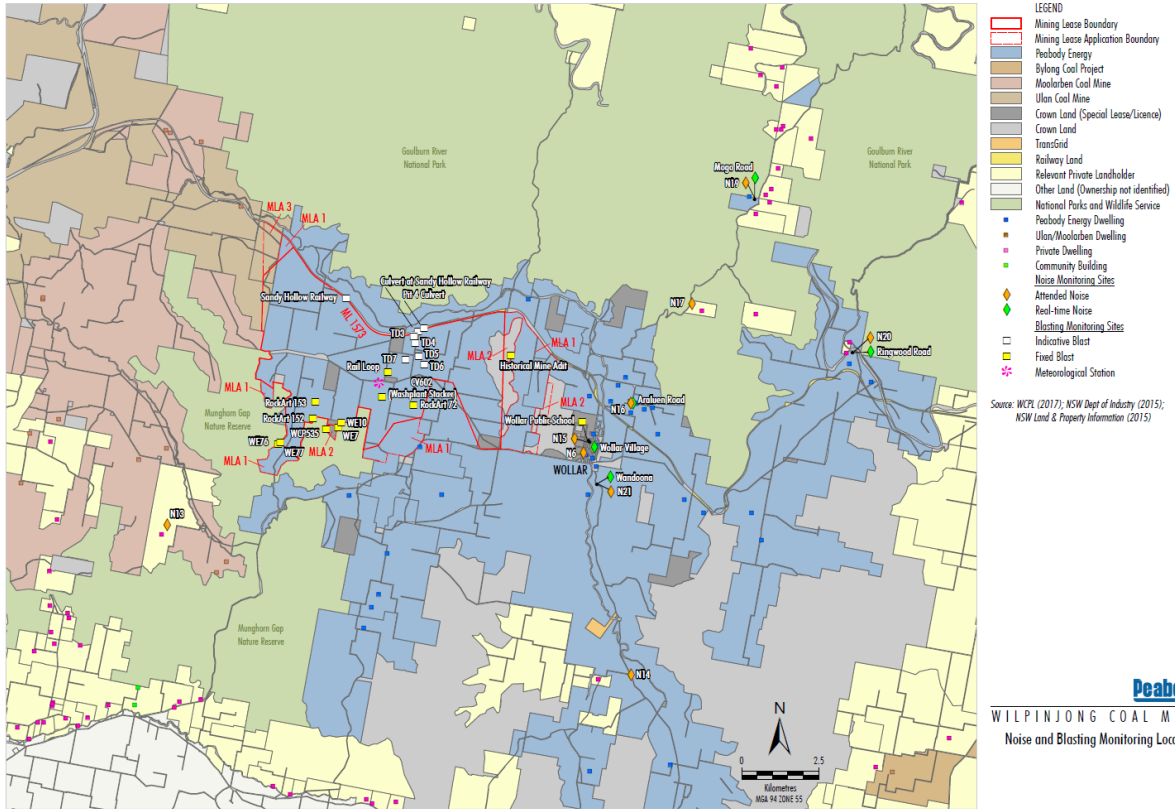 LEGEND
Mining Lease Boundary
Mining Lease Application Boundary
Peabody Energy
Bylong Coal Project
Moolarben Coal Mine
Ulan Coal Mine
Crown Land (Special Lease/Licence)
Crown Land
TransGrid
Railway Land
Relevant Private Landholder
Other Land (Ownership not identified)
National Parks and Wildlife Service
Peabody Energy Dwelling
Ulan/Moolarben Dwelling
Private Dwelling
Community Building
Noise Monitoring Sites
Attended Noise
Real-time Noise
Blasting Monitoring Sites
Indicative Blast
Fixed Blast
Meteorological Station
Source: WCPL (2017); NSW Dept of Industry (2015);
NSW Land & Property Information (2015)
Goulburn River
National Park
Goulburn River
National Park
Mogo Road
N19
MLA 3
MLA 1
Culvert at Sandy Hollow Railway
Pit 4 Culvert
Sandy Hollow Railway
ML 1573
TD3
TD4
TD5
TD7
TD6
Rail Loop
CV602
Washplant Stacker
RockArt 72
MLA 2
MLA 1
Historical Mine Adit
MLA 2
N17
N20
Ringwood Road
Araluen Road
N16
MLA 1
RockArt 153
Munghorn Gap
Nature Reserve
RockArt 152
WCP535
WE10
WE7
WE76
WE77
MLA 1
MLA 2
MLA 1
Wollar Public School
N15
Wollar Village
N6
WOLLAR
Wandoona
N21
N13
Munghorn Gap
Nature Reserve
N14
N
0
2.5
Kilometres
MGA 94 ZONE 55
Peabo
WILPINJONG COAL M
Noise and Blasting Monitoring Loca